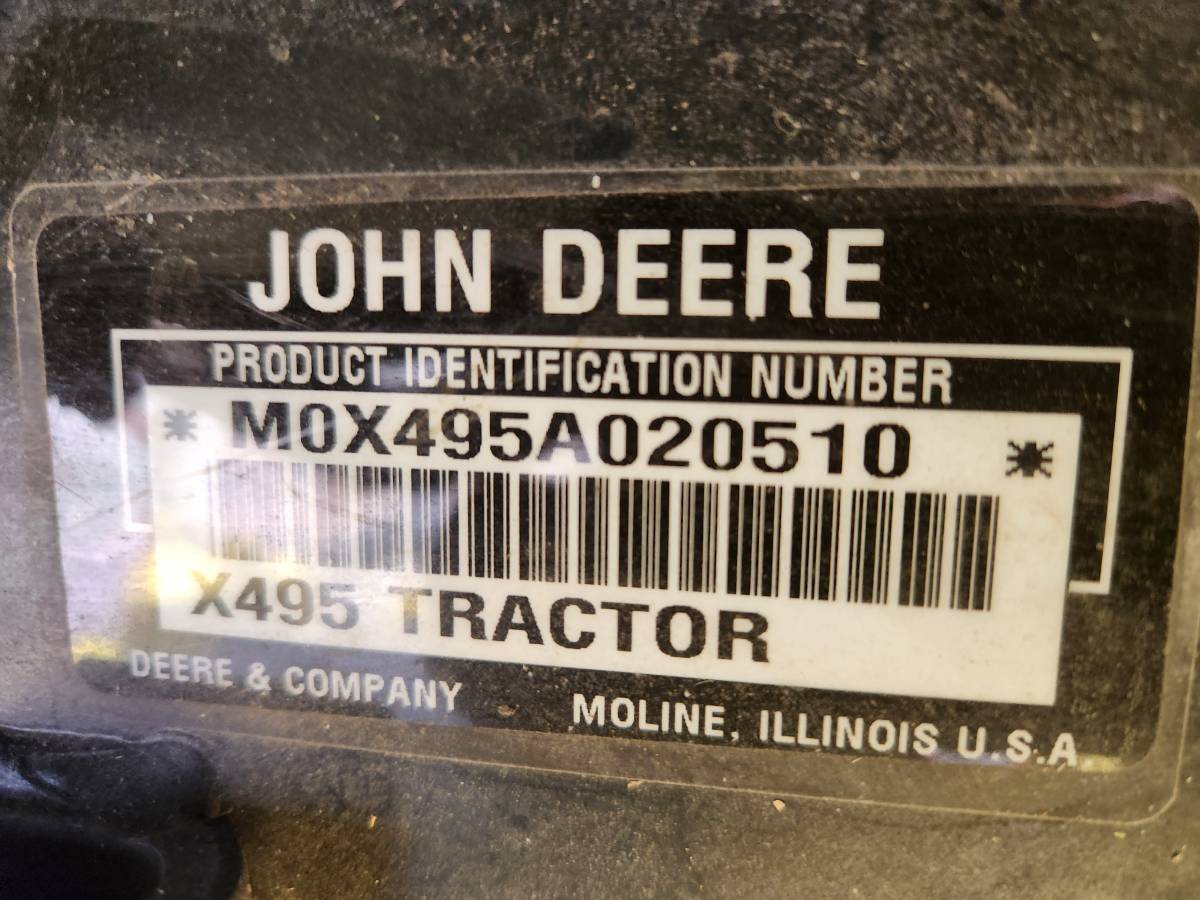 JOHN DEERE
PRODUCT IDENTIFICATION NUMBER
* M0X495A020510 *
X495 TRACTOR
DEERE & COMPANY MOLINE, ILLINOIS U.S.A.